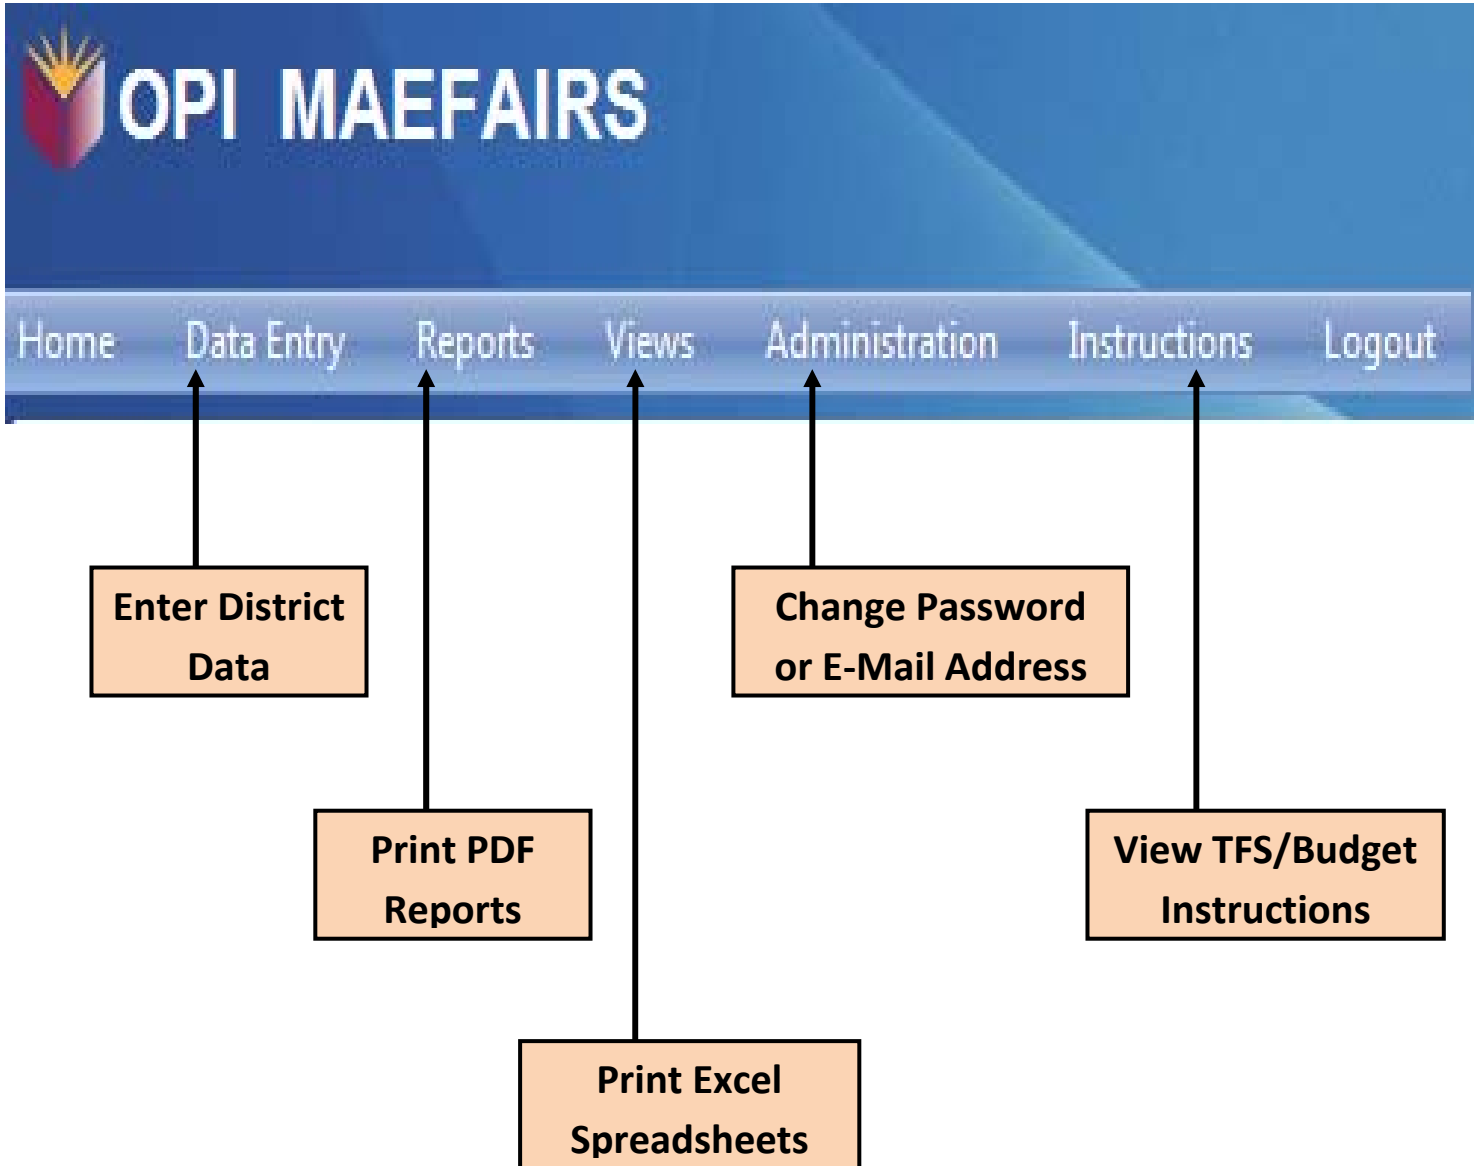 OPI MAEFAIRS
Home Data Entry Reports Views Administration Instructions Logout
Enter District
Data
Change Password
or E-Mail Address
Print PDF
Reports
View TFS/Budget
Instructions
Print Excel
Spreadsheets